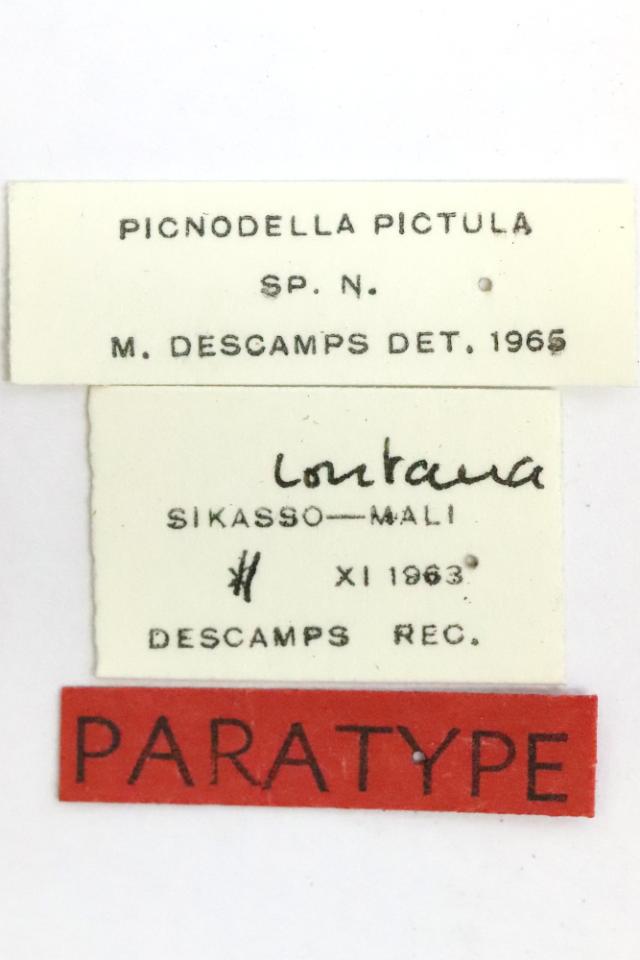 PICNODELLA PICTULA
SP. N.
M. DESCAMPS DET. 1965
SIKASSO—MALI
XI 1963
DESCAMPS REC.
PARATYPE